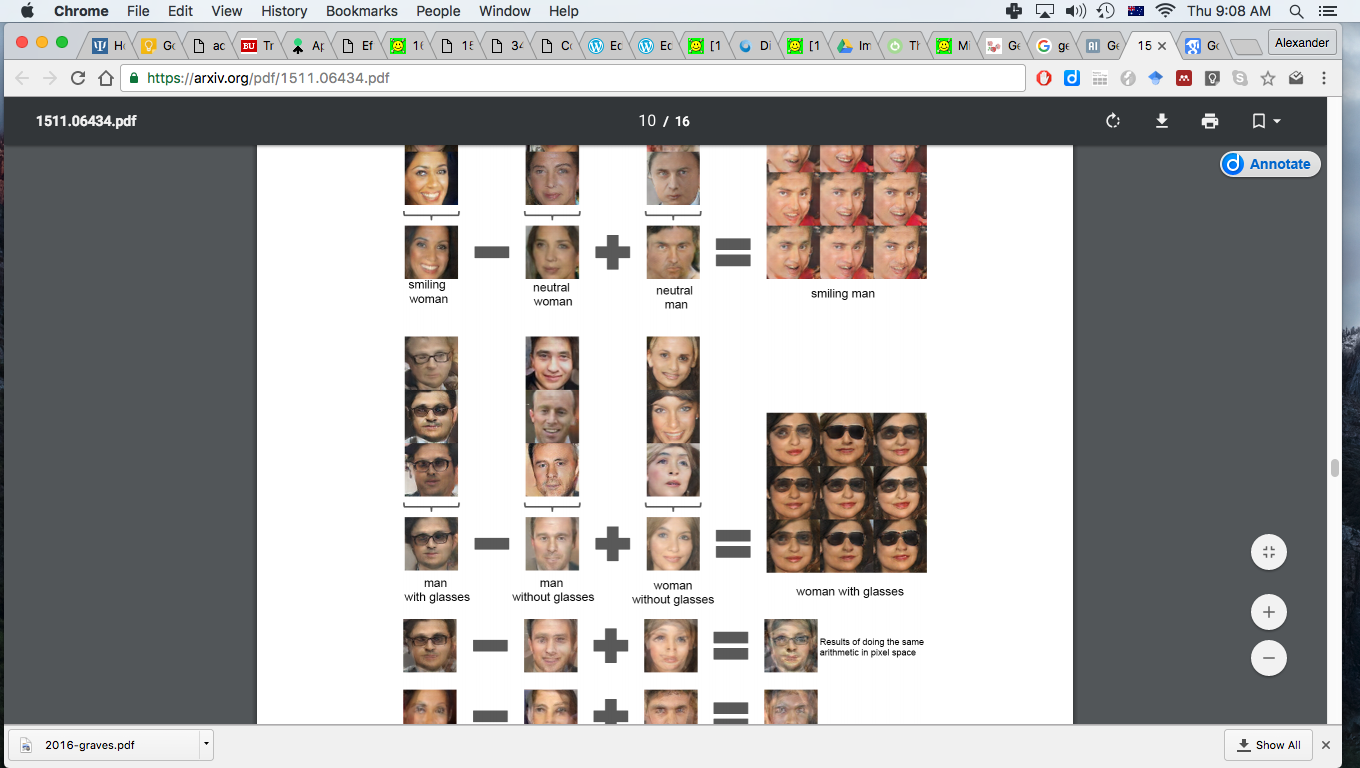 Chrome File Edit View History Bookmarks People Window Help Thu 9:08 AM
Ho Go ac BU Tr Ap Ef 16 15 34 Co Ec Ec [1 Di [1 Im Th Mi Ge ge AI Ge 15 Go Alexander
https://arxiv.org/pdf/1511.06434.pdf
1511.06434.pdf 10 / 16
Annotate
smiling
woman
neutral
woman
neutral
man
smiling man
man
with glasses
man
without glasses
woman
without glasses
woman with glasses
Results of doing the same
arithmetic in pixel space
2016-graves.pdf Show All